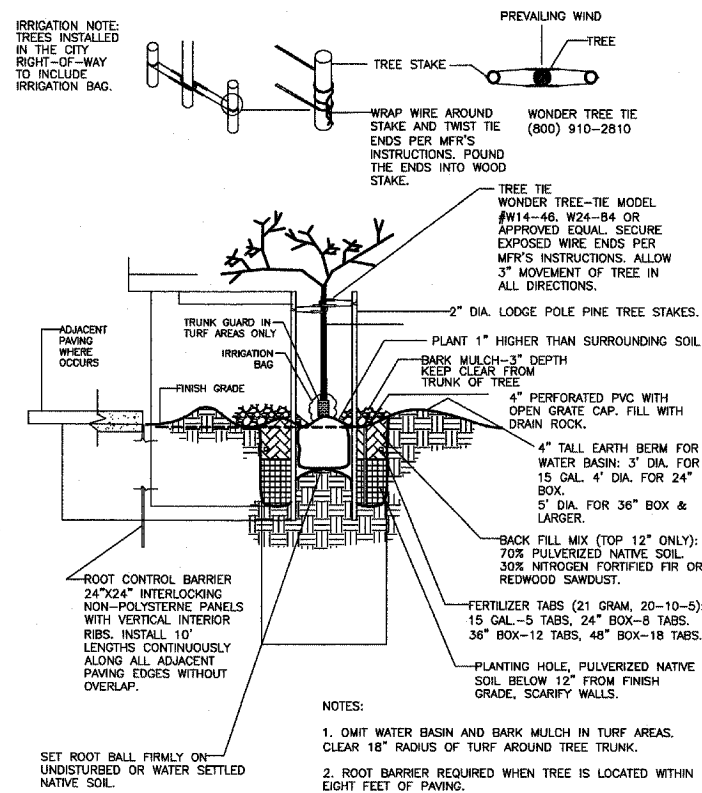 IRRIGATION NOTE:
TREES INSTALLED
IN THE CITY
RIGHT-OF-WAY
TO INCLUDE
IRRIGATION BAG.
PREVAILING WIND
TREE
TREE STAKE
WRAP WIRE AROUND
STAKE AND TWIST TIE
ENDS PER MFR'S
INSTRUCTIONS. POUND
THE ENDS INTO WOOD
STAKE.
WONDER TREE TIE
(800) 910-2810
TREE TIE
WONDER TREE-TIE MODEL
#W14-46. W24-84 OR
APPROVED EQUAL. SECURE
EXPOSED WIRE ENDS PER
MFR'S INSTRUCTIONS. ALLOW
3" MOVEMENT OF TREE IN
ALL DIRECTIONS.
2" DIA. LODGE POLE PINE TREE STAKES.
TRUNK GUARD IN
TURF AREAS ONLY
IRRIGATION
BAG
ADJACENT
PAVING
WHERE
OCCURS
FINISH GRADE
PLANT 1" HIGHER THAN SURROUNDING SOIL
BARK MULCH-3" DEPTH
KEEP CLEAR FROM
TRUNK OF TREE
4" PERFORATED PVC WITH
OPEN GRATE CAP. FILL WITH
DRAIN ROCK.
4" TALL EARTH BERM FOR
WATER BASIN: 3' DIA. FOR
15 GAL. 4' DIA. FOR 24"
BOX.
5' DIA. FOR 36" BOX &
LARGER.
BACK FILL MIX (TOP 12" ONLY):
70% PULVERIZED NATIVE SOIL.
30% NITROGEN FORTIFIED FIR OR
REDWOOD SAWDUST.
ROOT CONTROL BARRIER
24"X24" INTERLOCKING
NON-POLYSTERNE PANELS
WITH VERTICAL INTERIOR
RIBS. INSTALL 10'
LENGTHS CONTINUOUSLY
ALONG ALL ADJACENT
PAVING EDGES WITHOUT
OVERLAP.
FERTILIZER TABS (21 GRAM, 20-10-5):
15 GAL.-5 TABS, 24" BOX-8 TABS.
36" BOX-12 TABS, 48" BOX-18 TABS.
PLANTING HOLE, PULVERIZED NATIVE
SOIL BELOW 12" FROM FINISH
GRADE, SCARIFY WALLS.
SET ROOT BALL FIRMLY ON
UNDISTURBED OR WATER SETTLED
NATIVE SOIL.
NOTES:
1. OMIT WATER BASIN AND BARK MULCH IN TURF AREAS.
CLEAR 18" RADIUS OF TURF AROUND TREE TRUNK.
2. ROOT BARRIER REQUIRED WHEN TREE IS LOCATED WITHIN
EIGHT FEET OF PAVING.